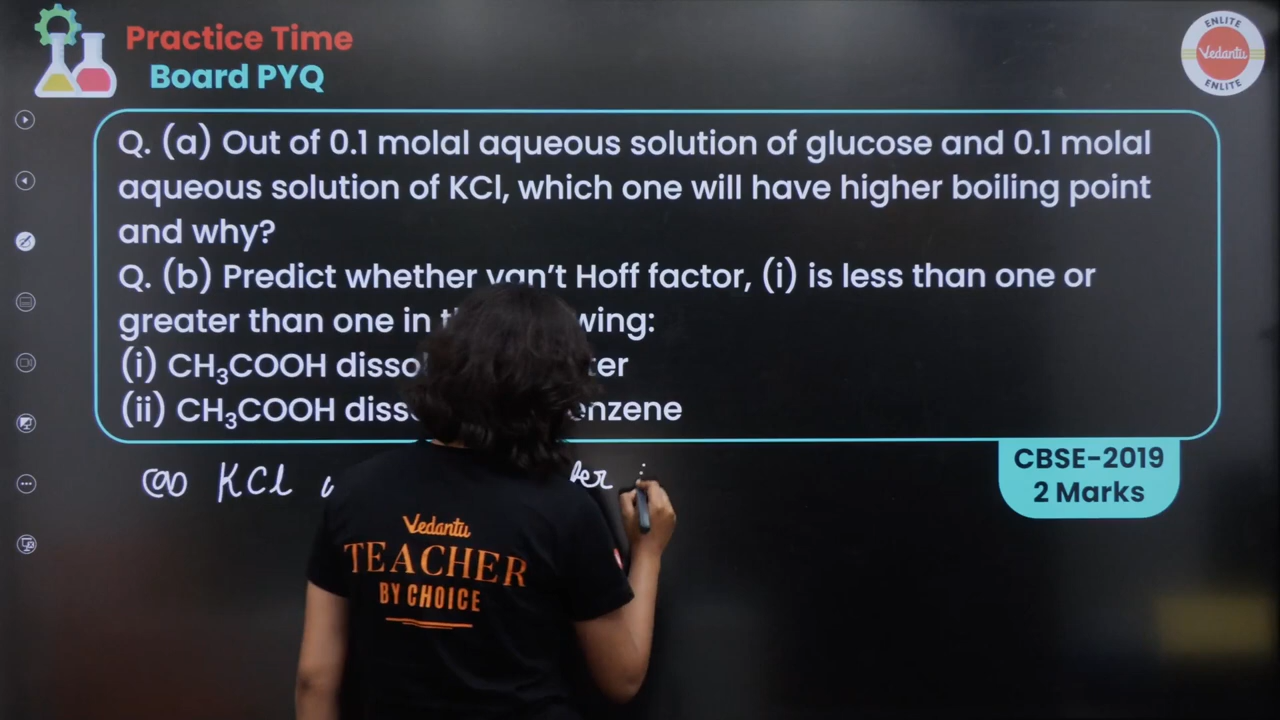 Practice Time
Board PYQ
ENLITE
Vedantu
ENLITE
Q. (a) Out of 0.1 molal aqueous solution of glucose and 0.1 molal
aqueous solution of KCl, which one will have higher boiling point
and why?
Q. (b) Predict whether van't Hoff factor, (i) is less than one or
greater than one in wing:
(i) CH₃COOH
(ii) CH₃COOH
CBSE-2019
2 Marks
(a) KCl
Vedantu
TEACHER
BY CHOICE